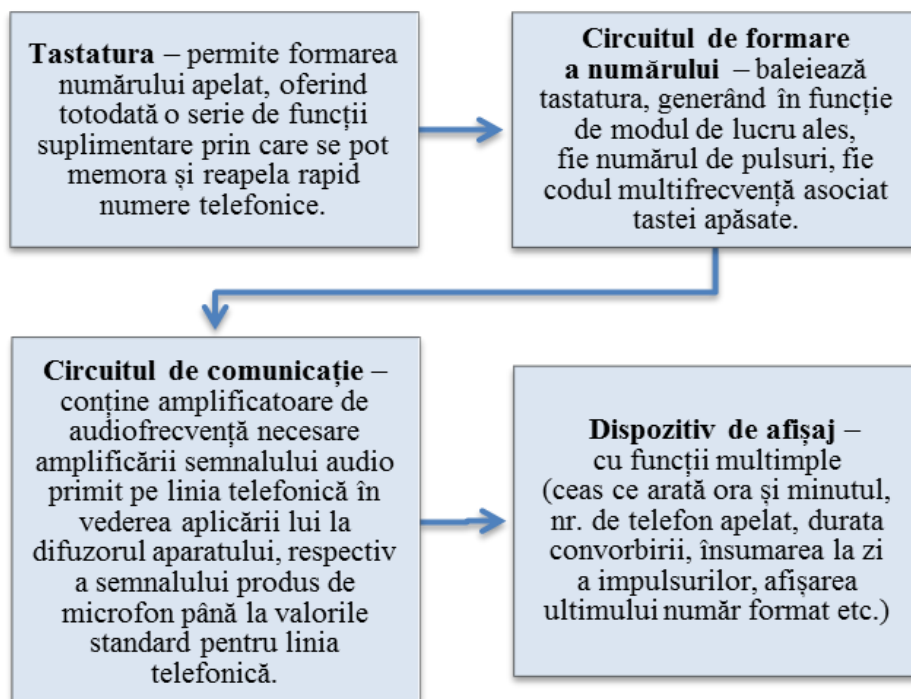 Tastatura – permite formarea
numărului apelat, oferind
totodată o serie de funcții
suplimentare prin care se pot
memora și reapela rapid
numere telefonice.
Circuitul de formare
a numărului – baleiează
tastatura, generând în funcție
de modul de lucru ales,
fie numărul de pulsuri, fie
codul multifrecvență asociat
tastei apăsate.
Circuitul de comunicație –
conține amplificatoare de
audiofrecvență necesare
amplificării semnalului audio
primit pe linia telefonică în
vederea aplicării lui la
difuzorul aparatului, respectiv
a semnalului produs de
microfon până la valorile
standard pentru linia
telefonică.
Dispozitiv de afișaj –
cu funcții multimple
(ceas ce arată ora și minutul,
nr. de telefon apelat, durata
convorbirii, însumarea la zi
a impulsurilor, afișarea
ultimului număr format etc.)